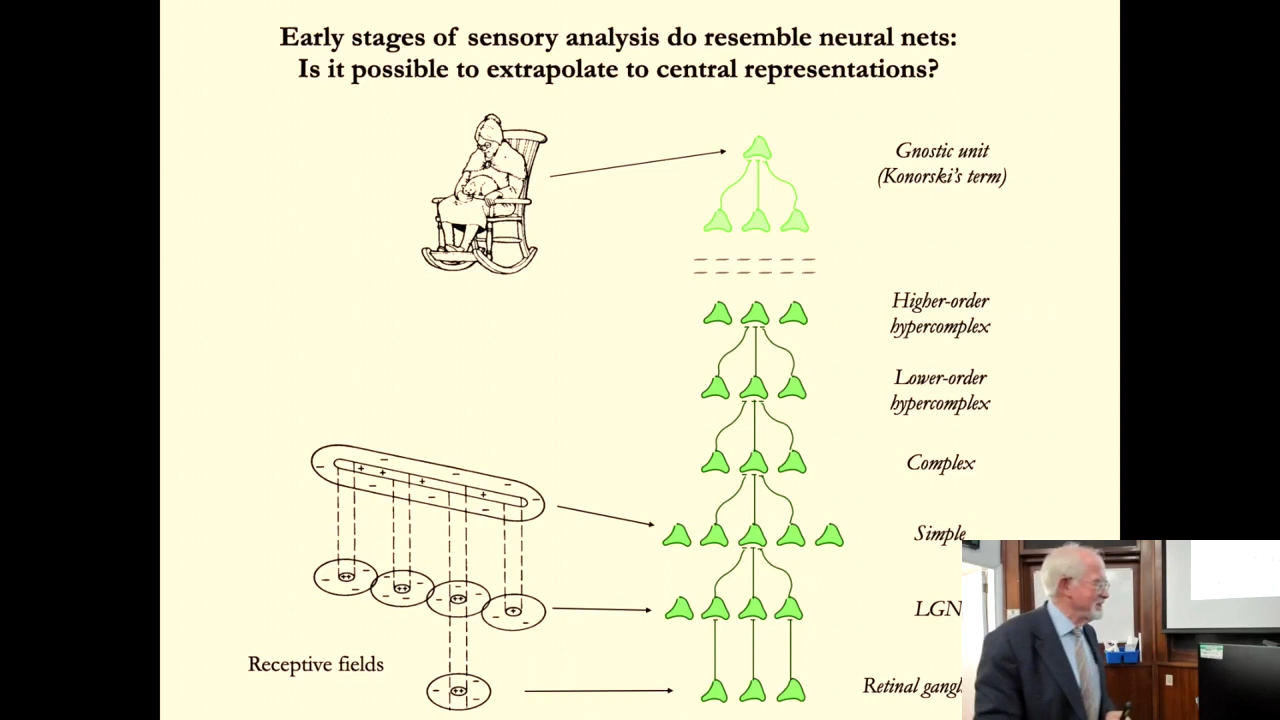 Early stages of sensory analysis do resemble neural nets:
Is it possible to extrapolate to central representations?
Gnostic unit
(Konorski's term)
Higher-order
hypercomplex
Lower-order
hypercomplex
Complex
Simple
LGN
Receptive fields
Retinal